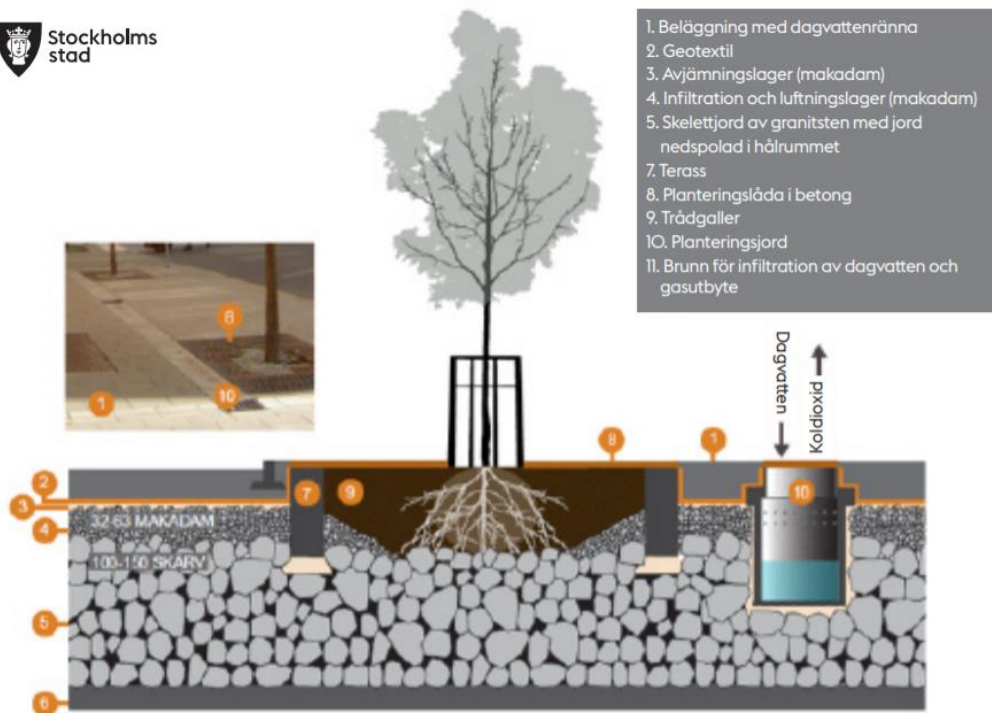 Stockholms
stad
1. Beläggning med dagvattenränna
2. Geotextil
3. Avjämningslager (makadam)
4. Infiltration och luftningslager (makadam)
5. Skelettjord av granitsten med jord
nedspolad i hålrummet
7. Terass
8. Planteringslåda i betong
9. Trädgaller
10. Planteringsjord
11. Brunn för infiltration av dagvatten och
gasutbyte
8
1
10
Dagvatten
Koldioxid
8
1
2
3
4
32-63 MAKADAM
7
9
10
100-150 SKÄRV
5
6